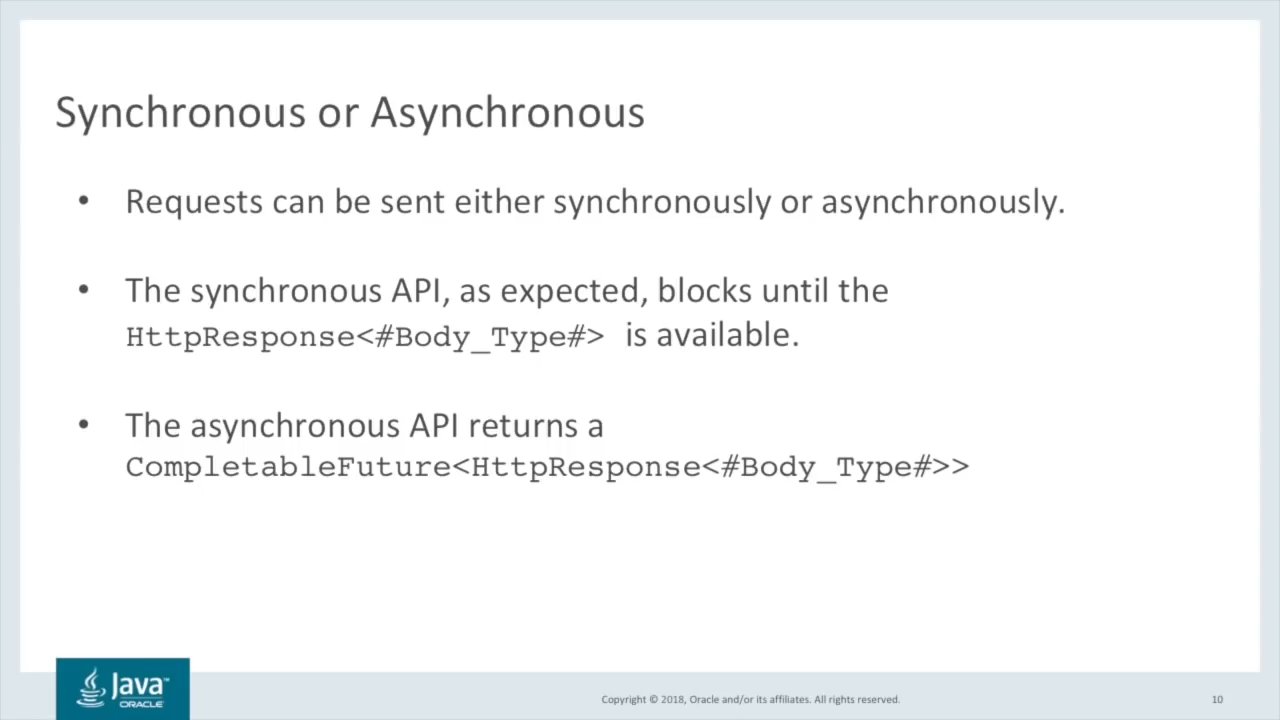 Synchronous or Asynchronous
• Requests can be sent either synchronously or asynchronously.
• The synchronous API, as expected, blocks until the
HttpResponse<#Body_Type#> is available.
• The asynchronous API returns a
CompletableFuture<HttpResponse<#Body_Type#>>
Java™
ORACLE
Copyright © 2018, Oracle and/or its affiliates. All rights reserved.
10